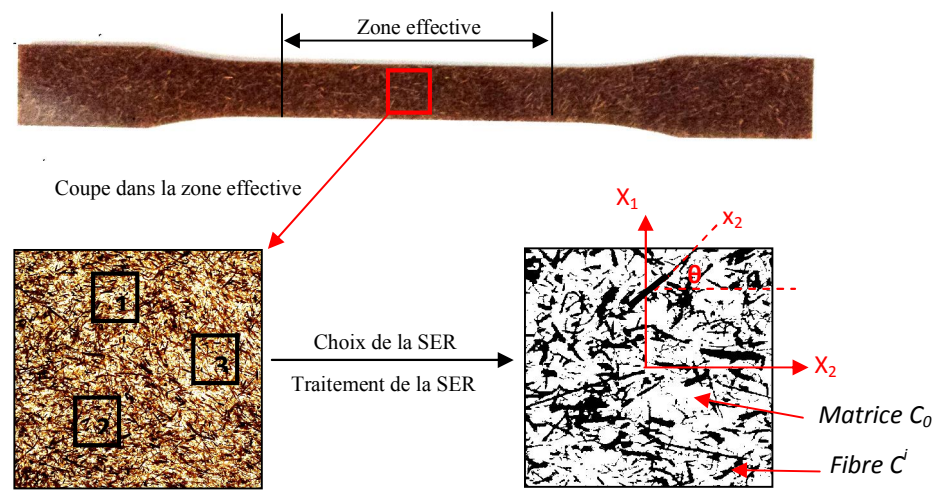 Zone effective
Coupe dans la zone effective
X₁
x₂
θ
1
3
2
Choix de la SER
Traitement de la SER
X₂
Matrice C₀
Fibre Cⁱ